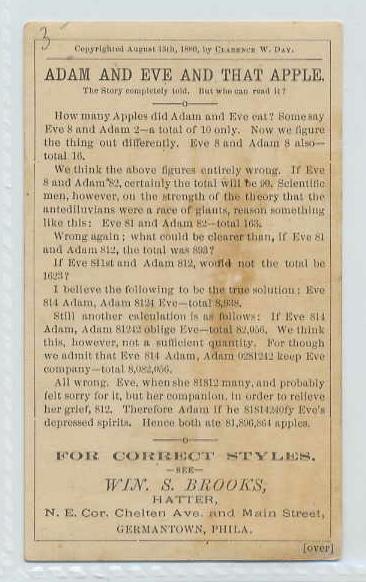 3
Copyrighted August 15th, 1880, by CLARENCE W. DAY.
ADAM AND EVE AND THAT APPLE.
The Story completely told. But who can read it?
How many Apples did Adam and Eve eat? Some say
Eve 8 and Adam 2—a total of 10 only. Now we figure
the thing out differently. Eve 8 and Adam 8 also—
total 16.
We think the above figures entirely wrong. If Eve
8 and Adam 82, certainly the total will be 90. Scientific
men, however, on the strength of the theory that the
antediluvians were a race of giants, reason something
like this: Eve 81 and Adam 82—total 163.
Wrong again; what could be clearer than, if Eve 81
and Adam 812, the total was 893?
If Eve 811st and Adam 812, would not the total be
1623?
I believe the following to be the true solution: Eve
814 Adam, Adam 8124 Eve—total 8,938.
Still another calculation is as follows: If Eve 814
Adam, Adam 81242 oblige Eve—total 82,056. We think
this, however, not a sufficient quantity. For though
we admit that Eve 814 Adam, Adam 0281242 keep Eve
company—total 8,082,056.
All wrong. Eve, when she 81812 many, and probably
felt sorry for it, but her companion, in order to relieve
her grief, 812. Therefore Adam if he 81814240fy Eve's
depressed spirits. Hence both ate 81,896,864 apples.
FOR CORRECT STYLES,
—SEE—
WIN. S. BROOKS,
HATTER,
N. E. Cor. Chelten Ave. and Main Street,
GERMANTOWN, PHILA.
[over]